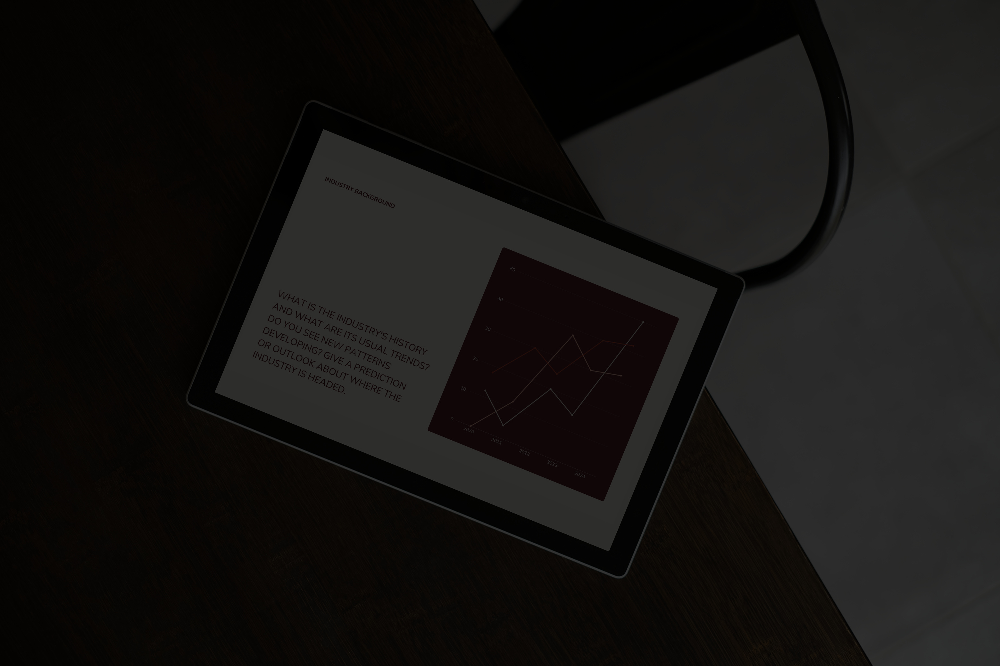 INDUSTRY BACKGROUND
WHAT IS THE INDUSTRY'S HISTORY
AND WHAT ARE ITS USUAL TRENDS?
DO YOU SEE NEW PATTERNS
DEVELOPING? GIVE A PREDICTION
OR OUTLOOK ABOUT WHERE THE
INDUSTRY IS HEADED.
50
40
30
20
10
0
2020
2021
2022
2023
2024